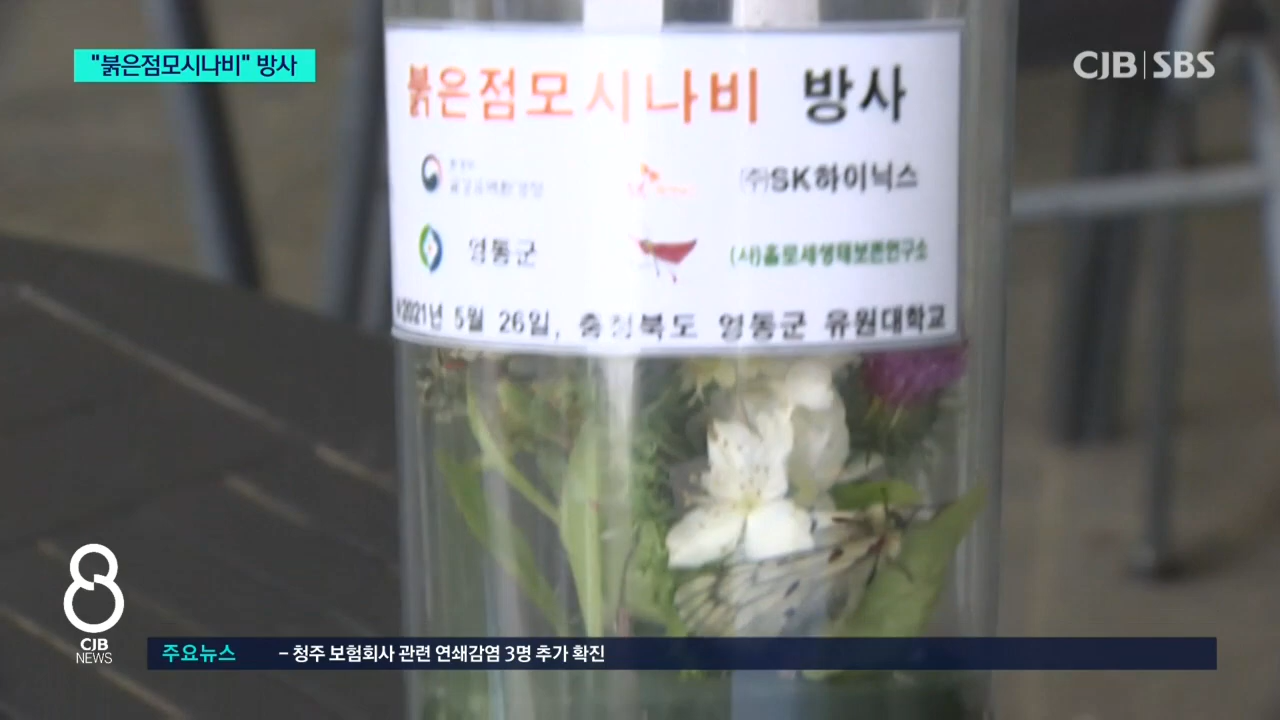 "붉은점모시나비" 방사
CJB SBS
붉은점모시나비 방사
㈜SK하이닉스
영동군
(사)홀로세생태보존연구소
2021년 5월 26일, 충청북도 영동군 유원대학교
8
CJB
NEWS
주요뉴스 - 청주 보험회사 관련 연쇄감염 3명 추가 확진